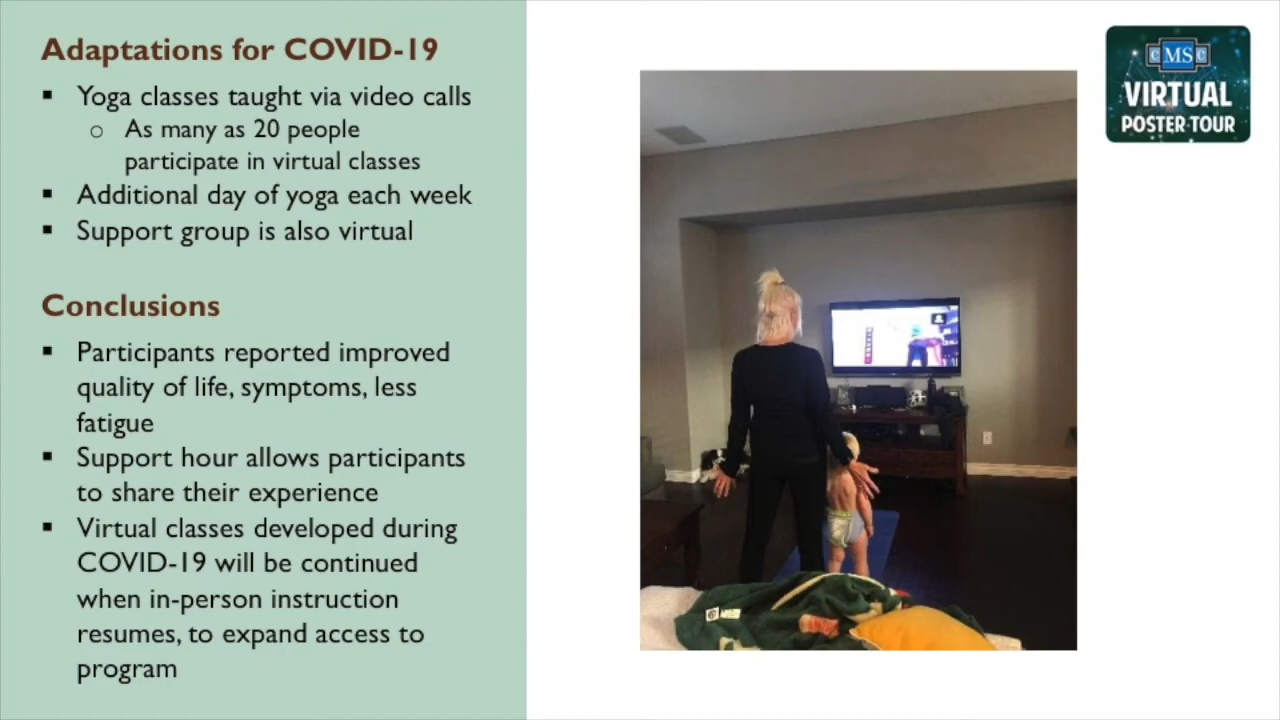 Adaptations for COVID-19
▪ Yoga classes taught via video calls
o As many as 20 people
participate in virtual classes
▪ Additional day of yoga each week
▪ Support group is also virtual
Conclusions
▪ Participants reported improved
quality of life, symptoms, less
fatigue
▪ Support hour allows participants
to share their experience
▪ Virtual classes developed during
COVID-19 will be continued
when in-person instruction
resumes, to expand access to
program
cMSc
VIRTUAL
POSTER TOUR